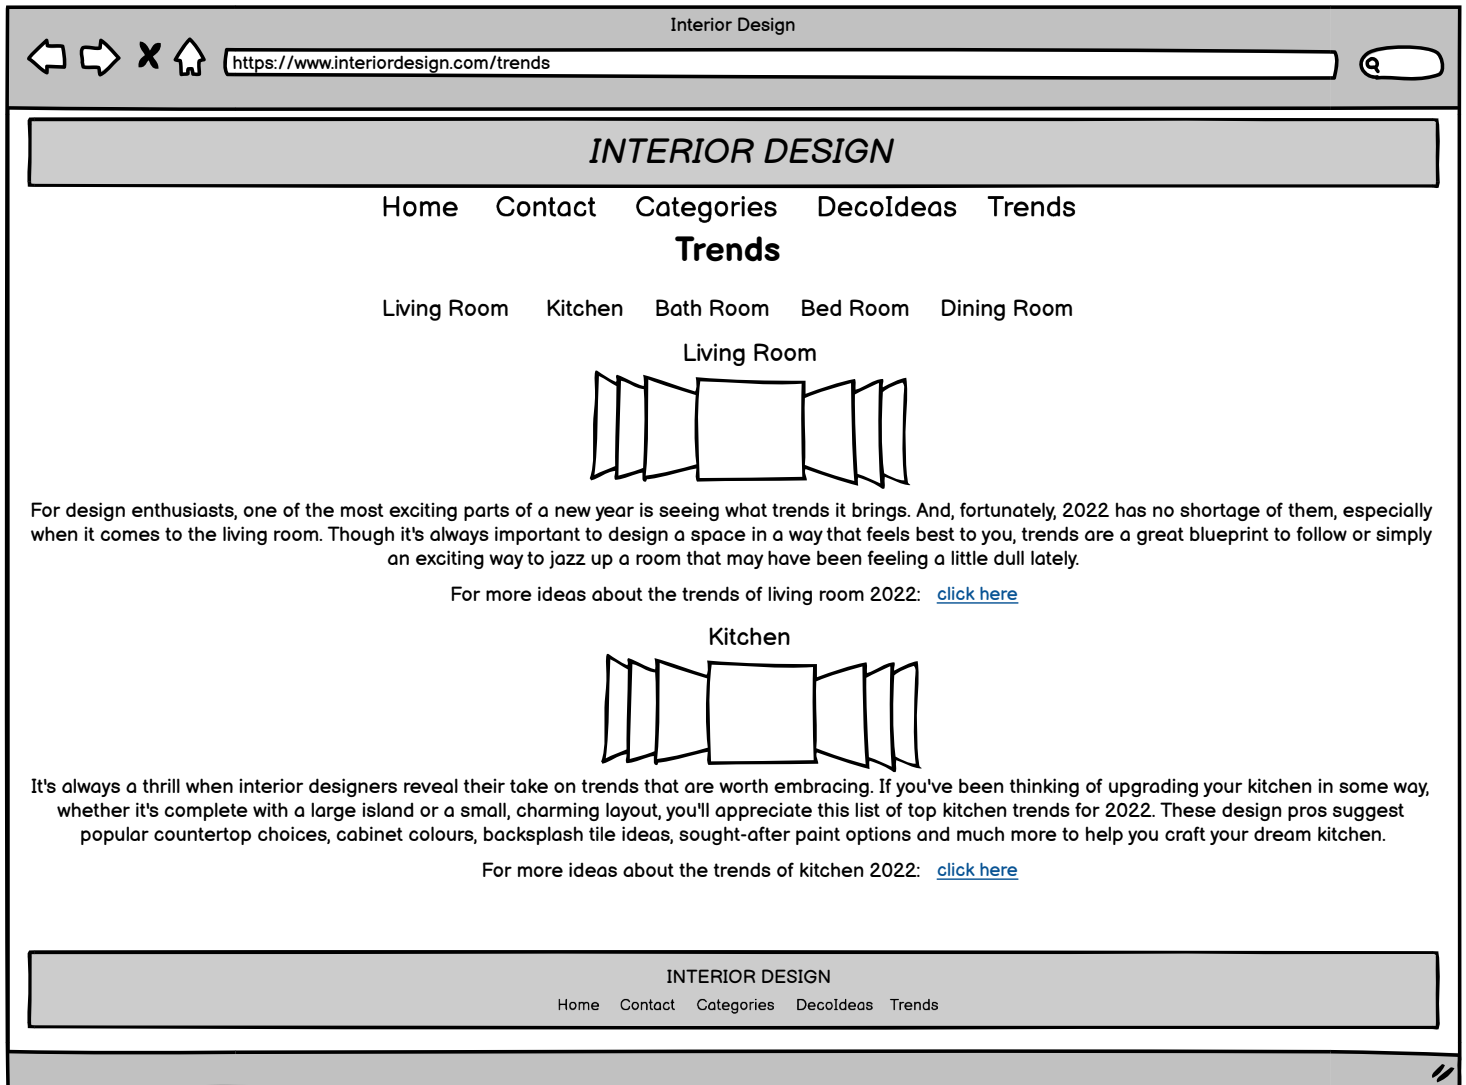 Interior Design
https://www.interiordesign.com/trends
INTERIOR DESIGN
Home Contact Categories DecoIdeas Trends
Trends
Living Room Kitchen Bath Room Bed Room Dining Room
Living Room
For design enthusiasts, one of the most exciting parts of a new year is seeing what trends it brings. And, fortunately, 2022 has no shortage of them, especially
when it comes to the living room. Though it's always important to design a space in a way that feels best to you, trends are a great blueprint to follow or simply
an exciting way to jazz up a room that may have been feeling a little dull lately.
For more ideas about the trends of living room 2022: click here
Kitchen
It's always a thrill when interior designers reveal their take on trends that are worth embracing. If you've been thinking of upgrading your kitchen in some way,
whether it's complete with a large island or a small, charming layout, you'll appreciate this list of top kitchen trends for 2022. These design pros suggest
popular countertop choices, cabinet colours, backsplash tile ideas, sought-after paint options and much more to help you craft your dream kitchen.
For more ideas about the trends of kitchen 2022: click here
INTERIOR DESIGN
Home Contact Categories DecoIdeas Trends